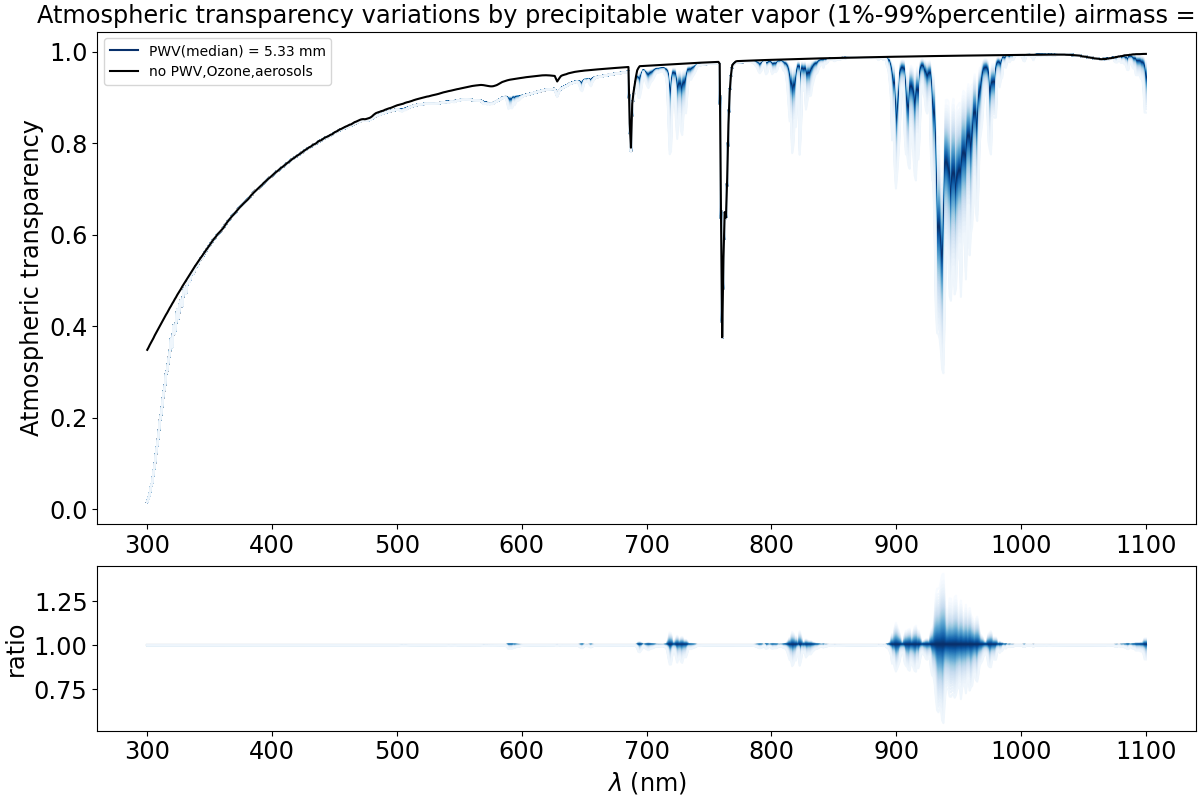 Atmospheric transparency variations by precipitable water vapor (1%-99%percentile) airmass =
PWV(median) = 5.33 mm
no PWV,Ozone,aerosols
Atmospheric transparency
1.0
0.8
0.6
0.4
0.2
0.0
300 400 500 600 700 800 900 1000 1100
ratio
1.25
1.00
0.75
300 400 500 600 700 800 900 1000 1100
λ (nm)